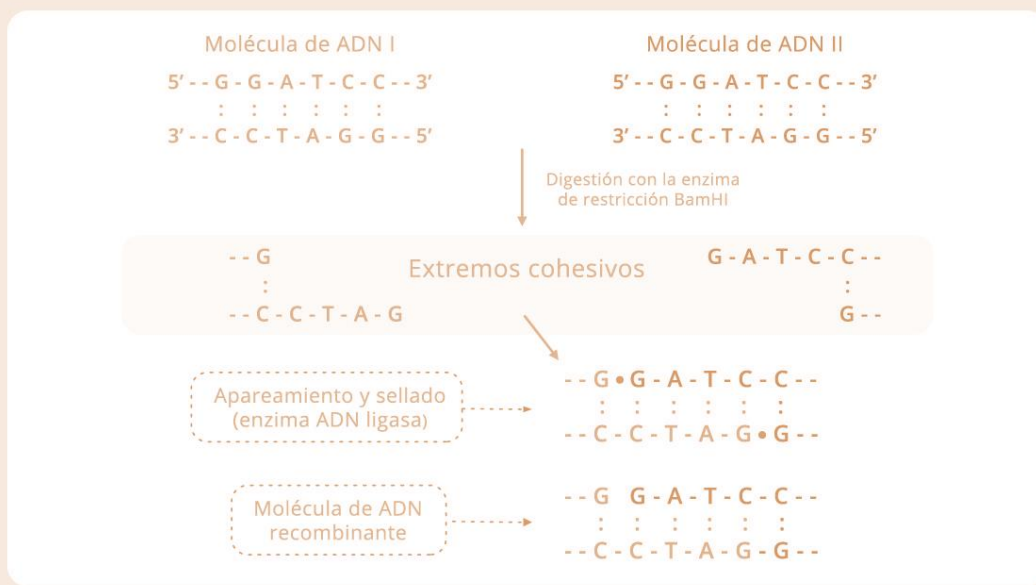 Molécula de ADN I
Molécula de ADN II
5’ - - G - G - A - T - C - C - - 3’
: : : : : :
3’ - - C - C - T - A - G - G - - 5’
5’ - - G - G - A - T - C - C - - 3’
: : : : : :
3’ - - C - C - T - A - G - G - - 5’
Digestión con la enzima
de restricción BamHI
- - G
:
- - C - C - T - A - G
Extremos cohesivos
G - A - T - C - C - -
:
G - -
Apareamiento y sellado
(enzima ADN ligasa)
- - G • G - A - T - C - C - -
: : : : : :
- - C - C - T - A - G • G - -
Molécula de ADN
recombinante
- - G G - A - T - C - C - -
: : : : : :
- - C - C - T - A - G - G - -